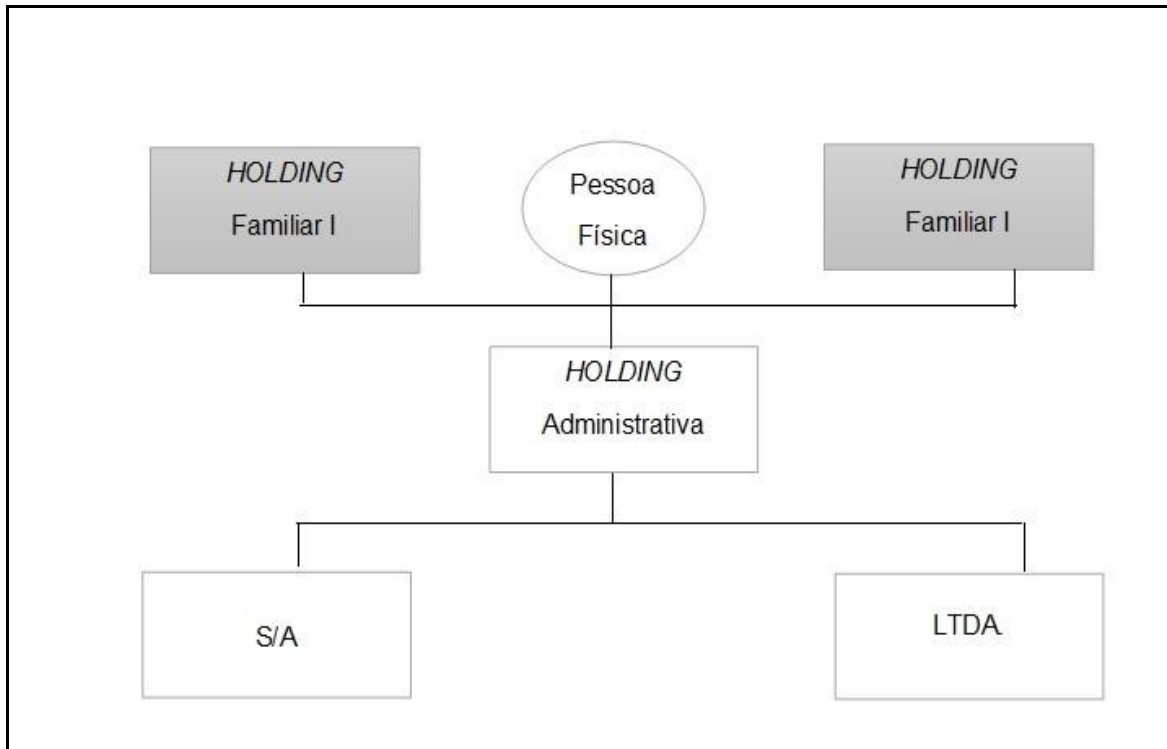 HOLDING
Familiar I
Pessoa
Física
HOLDING
Familiar I
HOLDING
Administrativa
S/A
LTDA.